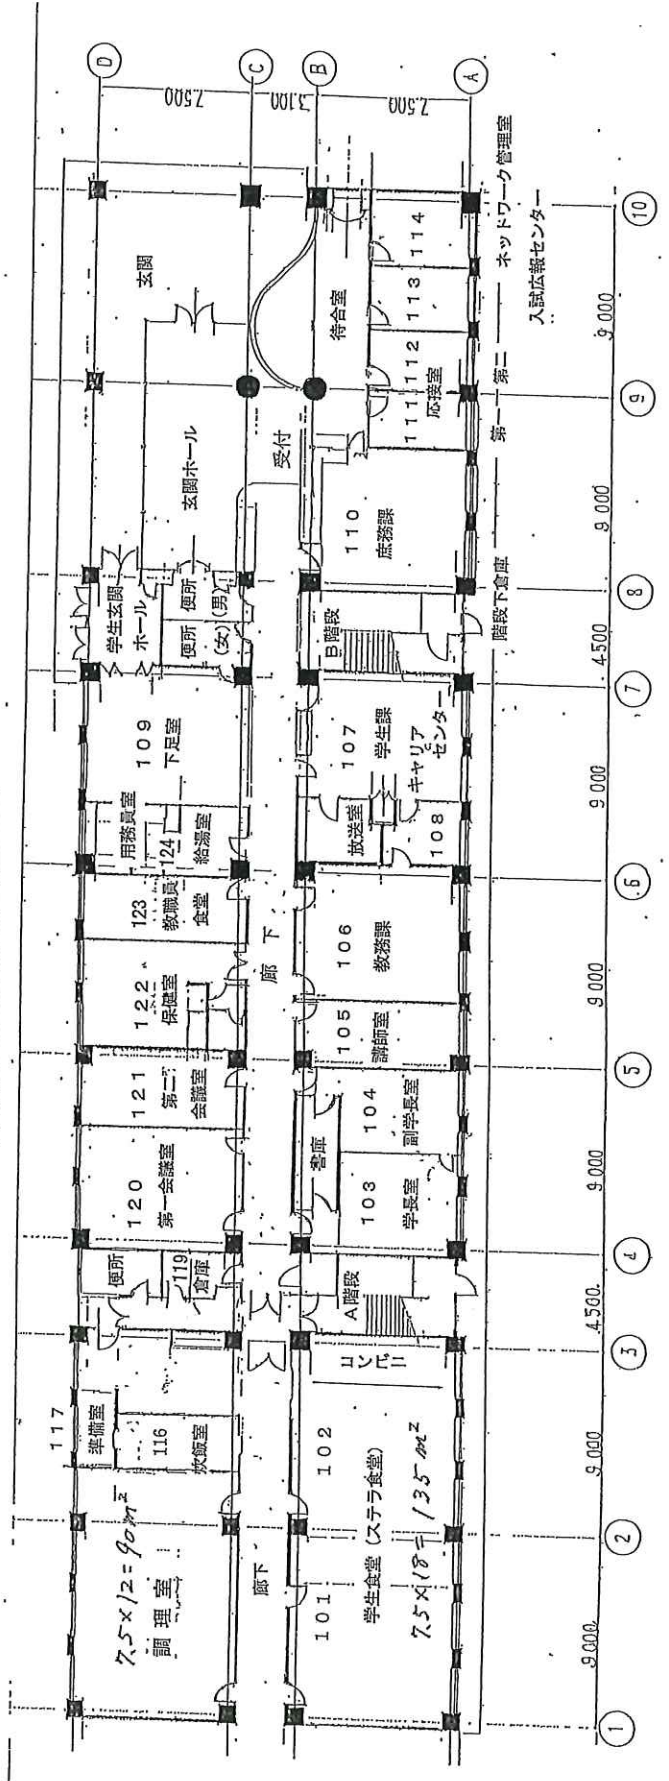 D
C
B
A
7.500
3.100
7.500
玄関
玄関ホール
受付
待合室
114
113
112
111
応接室
第一
第二
ネットワーク管理室
入試広報センター
110
庶務課
学生玄関
ホール
便所
(男)
便所
(女)
B階段
階段下倉庫
109
下足室
用務員室
124
給湯室
107
学生課
キャリア
センター
放送室
108
123
教職員
食堂
122
保健室
廊下
106
教務課
105
講師室
121
第二
会議室
120
第一会議室
書庫
104
副学長室
103
学長室
便所
119
倉庫
A階段
コンビニ
117
準備室
116
炊飯室
102
学生食堂(ステラ食堂)
101
7.5×18=135m²
廊下
7.5×12=90m²
調理室
1
2
3
4
5
6
7
8
9
10
9.000
9.000
4.500
9.000
9.000
9.000
4500
9000
9.000